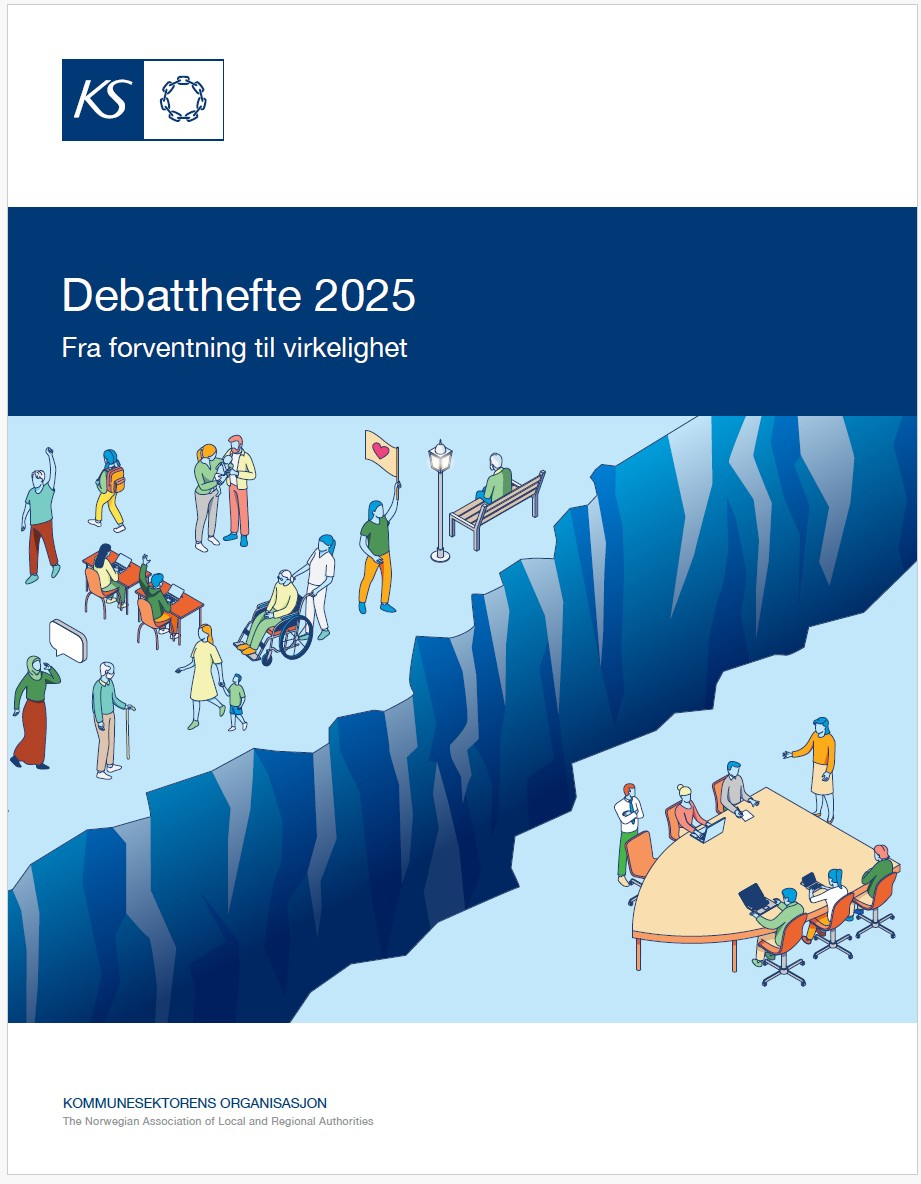 KS
Debatthefte 2025
Fra forventning til virkelighet
KOMMUNESEKTORENS ORGANISASJON
The Norwegian Association of Local and Regional Authorities